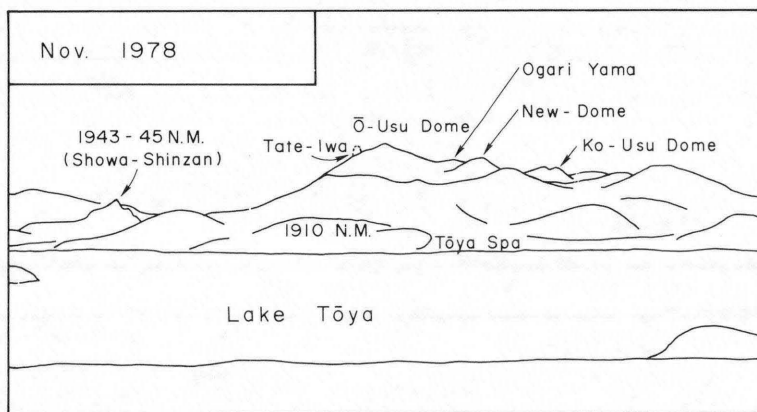 Nov. 1978
Ogari Yama
New-Dome
Ō-Usu Dome
1943-45 N.M.
(Showa-Shinzan)
Tate-Iwa
Ko-Usu Dome
1910 N.M.
Tōya Spa
Lake Tōya